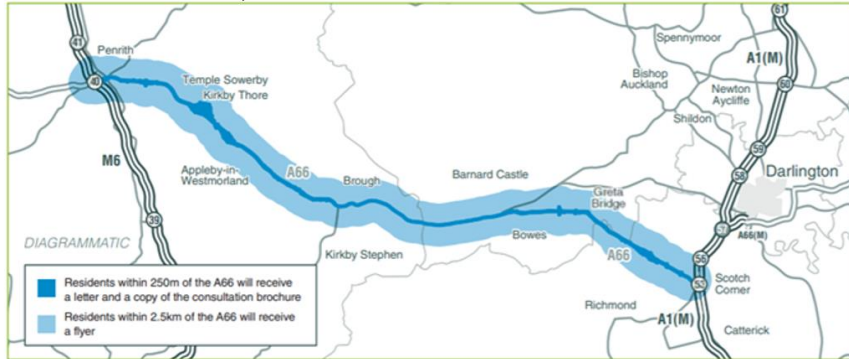 61
41
Spennymoor
Penrith
A1(M)
Bishop
Auckland
40
Temple Sowerby
Kirkby Thore
60
Newton
Aycliffe
Shildon
M6
59
Appleby-in-
Westmorland
A66
Brough
Barnard Castle
58
Darlington
Greta
Bridge
39
57
A66(M)
DIAGRAMMATIC
Bowes
Kirkby Stephen
A66
56
Scotch
Corner
53
Richmond
A1(M)
Catterick
Residents within 250m of the A66 will receive
a letter and a copy of the consultation brochure
Residents within 2.5km of the A66 will receive
a flyer